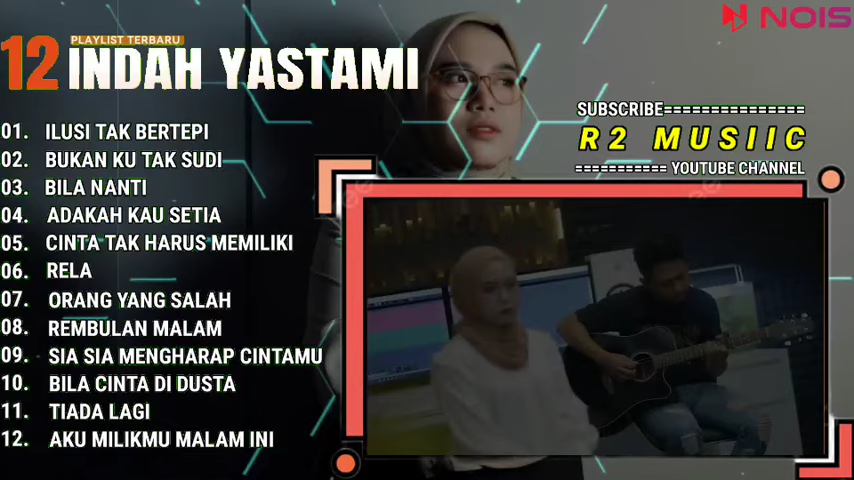 NOIS
PLAYLIST TERBARU
12 INDAH YASTAMI
SUBSCRIBE===============
R2 MUSIIC
=========== YOUTUBE CHANNEL
01. ILUSI TAK BERTEPI
02. BUKAN KU TAK SUDI
03. BILA NANTI
04. ADAKAH KAU SETIA
05. CINTA TAK HARUS MEMILIKI
06. RELA
07. ORANG YANG SALAH
08. REMBULAN MALAM
09. SIA SIA MENGHARAP CINTAMU
10. BILA CINTA DI DUSTA
11. TIADA LAGI
12. AKU MILIKMU MALAM INI